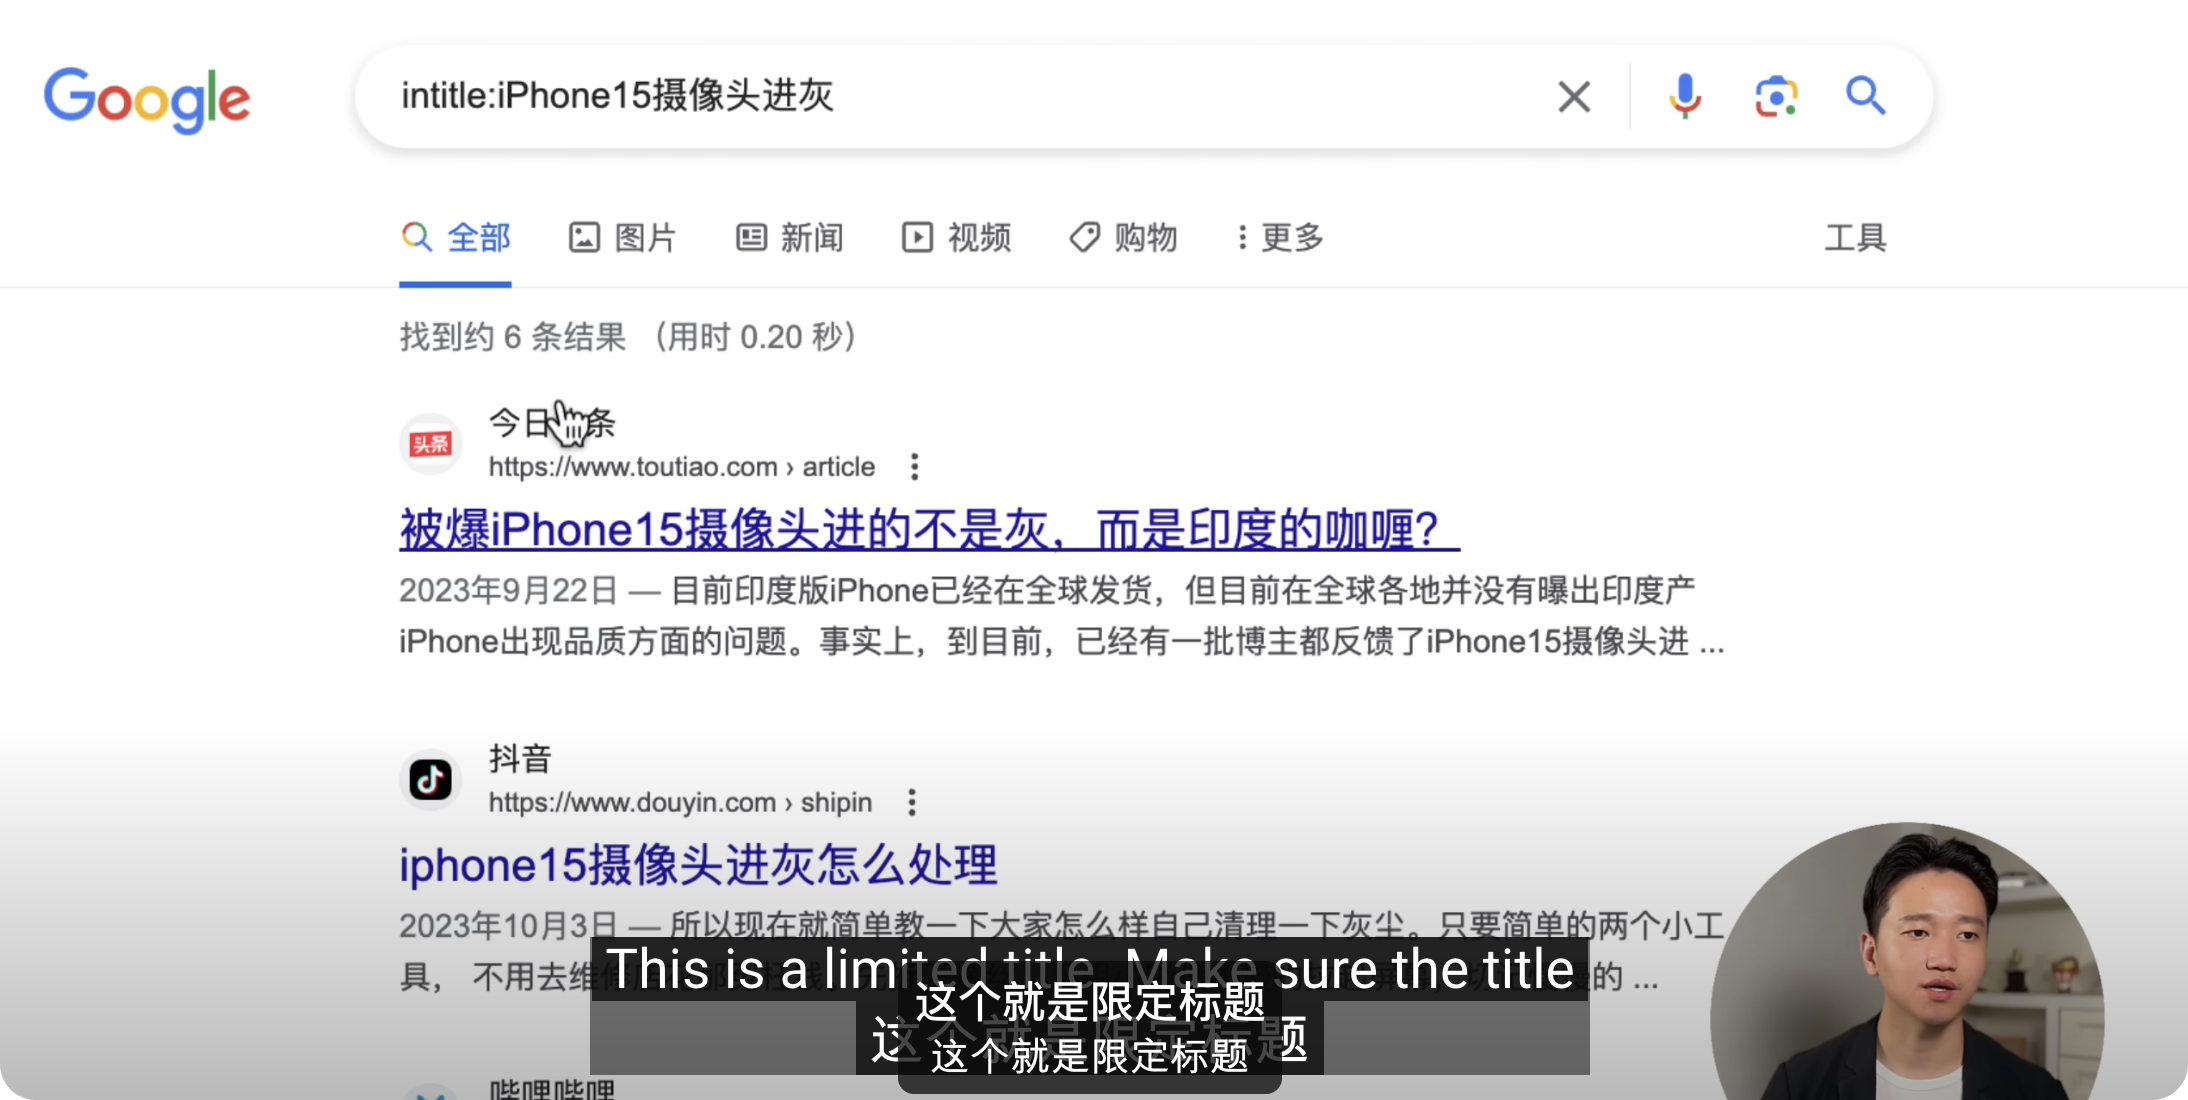 Google
intitle:iPhone15摄像头进灰
全部 图片 新闻 视频 购物 更多 工具
找到约 6 条结果 （用时 0.20 秒）
头条
今日 条
https://www.toutiao.com › article
被爆iPhone15摄像头进的不是灰，而是印度的咖喱？
2023年9月22日 — 目前印度版iPhone已经在全球发货，但目前在全球各地并没有曝出印度产
iPhone出现品质方面的问题。事实上，到目前，已经有一批博主都反馈了iPhone15摄像头进 ...
抖音
https://www.douyin.com › shipin
iphone15摄像头进灰怎么处理
2023年10月3日 — 所以现在就简单教一下大家怎么样自己清理一下灰尘。只要简单的两个小工
具， 不用去维 的 ...
This is a limited title. Make sure the title
这个就是限定标题
这个就是限定标题
这个就是限定标题
哔哩哔哩